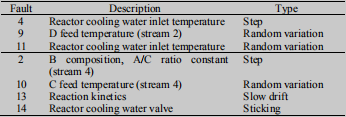 Fault Description Type
4 Reactor cooling water inlet temperature Step
9 D feed temperature (stream 2) Random variation
11 Reactor cooling water inlet temperature Random variation
2 B composition, A/C ratio constant Step
(stream 4)
10 C feed temperature (stream 4) Random variation
13 Reaction kinetics Slow drift
14 Reactor cooling water valve Sticking